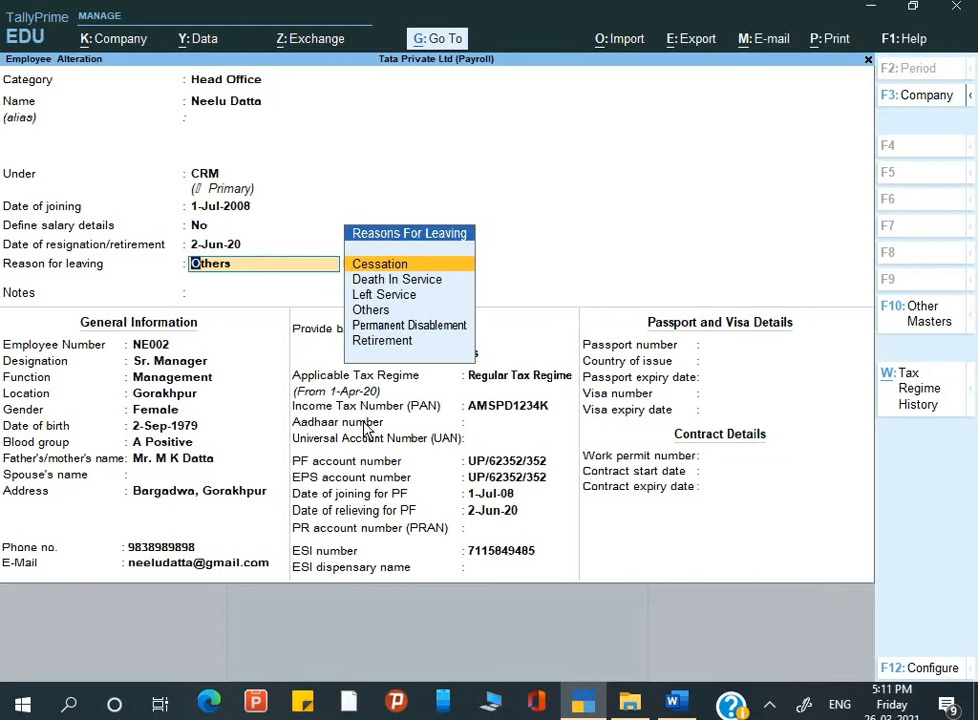 TallyPrime
EDU
MANAGE
K: Company
Y: Data
Z: Exchange
G: Go To
O: Import
E: Export
M: E-mail
P: Print
F1: Help
Employee Alteration
Tata Private Ltd (Payroll)
Category : Head Office
Name : Neelu Datta
(alias) :
Under : CRM
Primary)
Date of joining : 1-Jul-2008
Define salary details : No
Date of resignation/retirement : 2-Jun-20
Reason for leaving : Others
Notes :
Reasons For Leaving
Cessation
Death In Service
Left Service
Others
Permanent Disablement
Retirement
General Information
Employee Number : NE002
Designation : Sr. Manager
Function : Management
Location : Gorakhpur
Gender : Female
Date of birth : 2-Sep-1979
Blood group : A Positive
Father's/mother's name : Mr. M K Datta
Spouse's name :
Address : Bargadwa, Gorakhpur
Phone no. : 9838989898
E-Mail : neeludatta@gmail.com
Provide b
s
Applicable Tax Regime : Regular Tax Regime
(From 1-Apr-20)
Income Tax Number (PAN) : AMSPD1234K
Aadhaar number :
Universal Account Number (UAN):
PF account number : UP/62352/352
EPS account number : UP/62352/352
Date of joining for PF : 1-Jul-08
Date of relieving for PF : 2-Jun-20
PR account number (PRAN) :
ESI number : 7115849485
ESI dispensary name :
Passport and Visa Details
Passport number :
Country of issue :
Passport expiry date:
Visa number :
Visa expiry date :
Contract Details
Work permit number:
Contract start date :
Contract expiry date :
F2: Period
F3: Company
F4
F5
F6
F7
F8
F9
F10: Other
Masters
W: Tax
Regime
History
F12: Configure
ENG
5:11 PM
Friday
26-03-2021
9